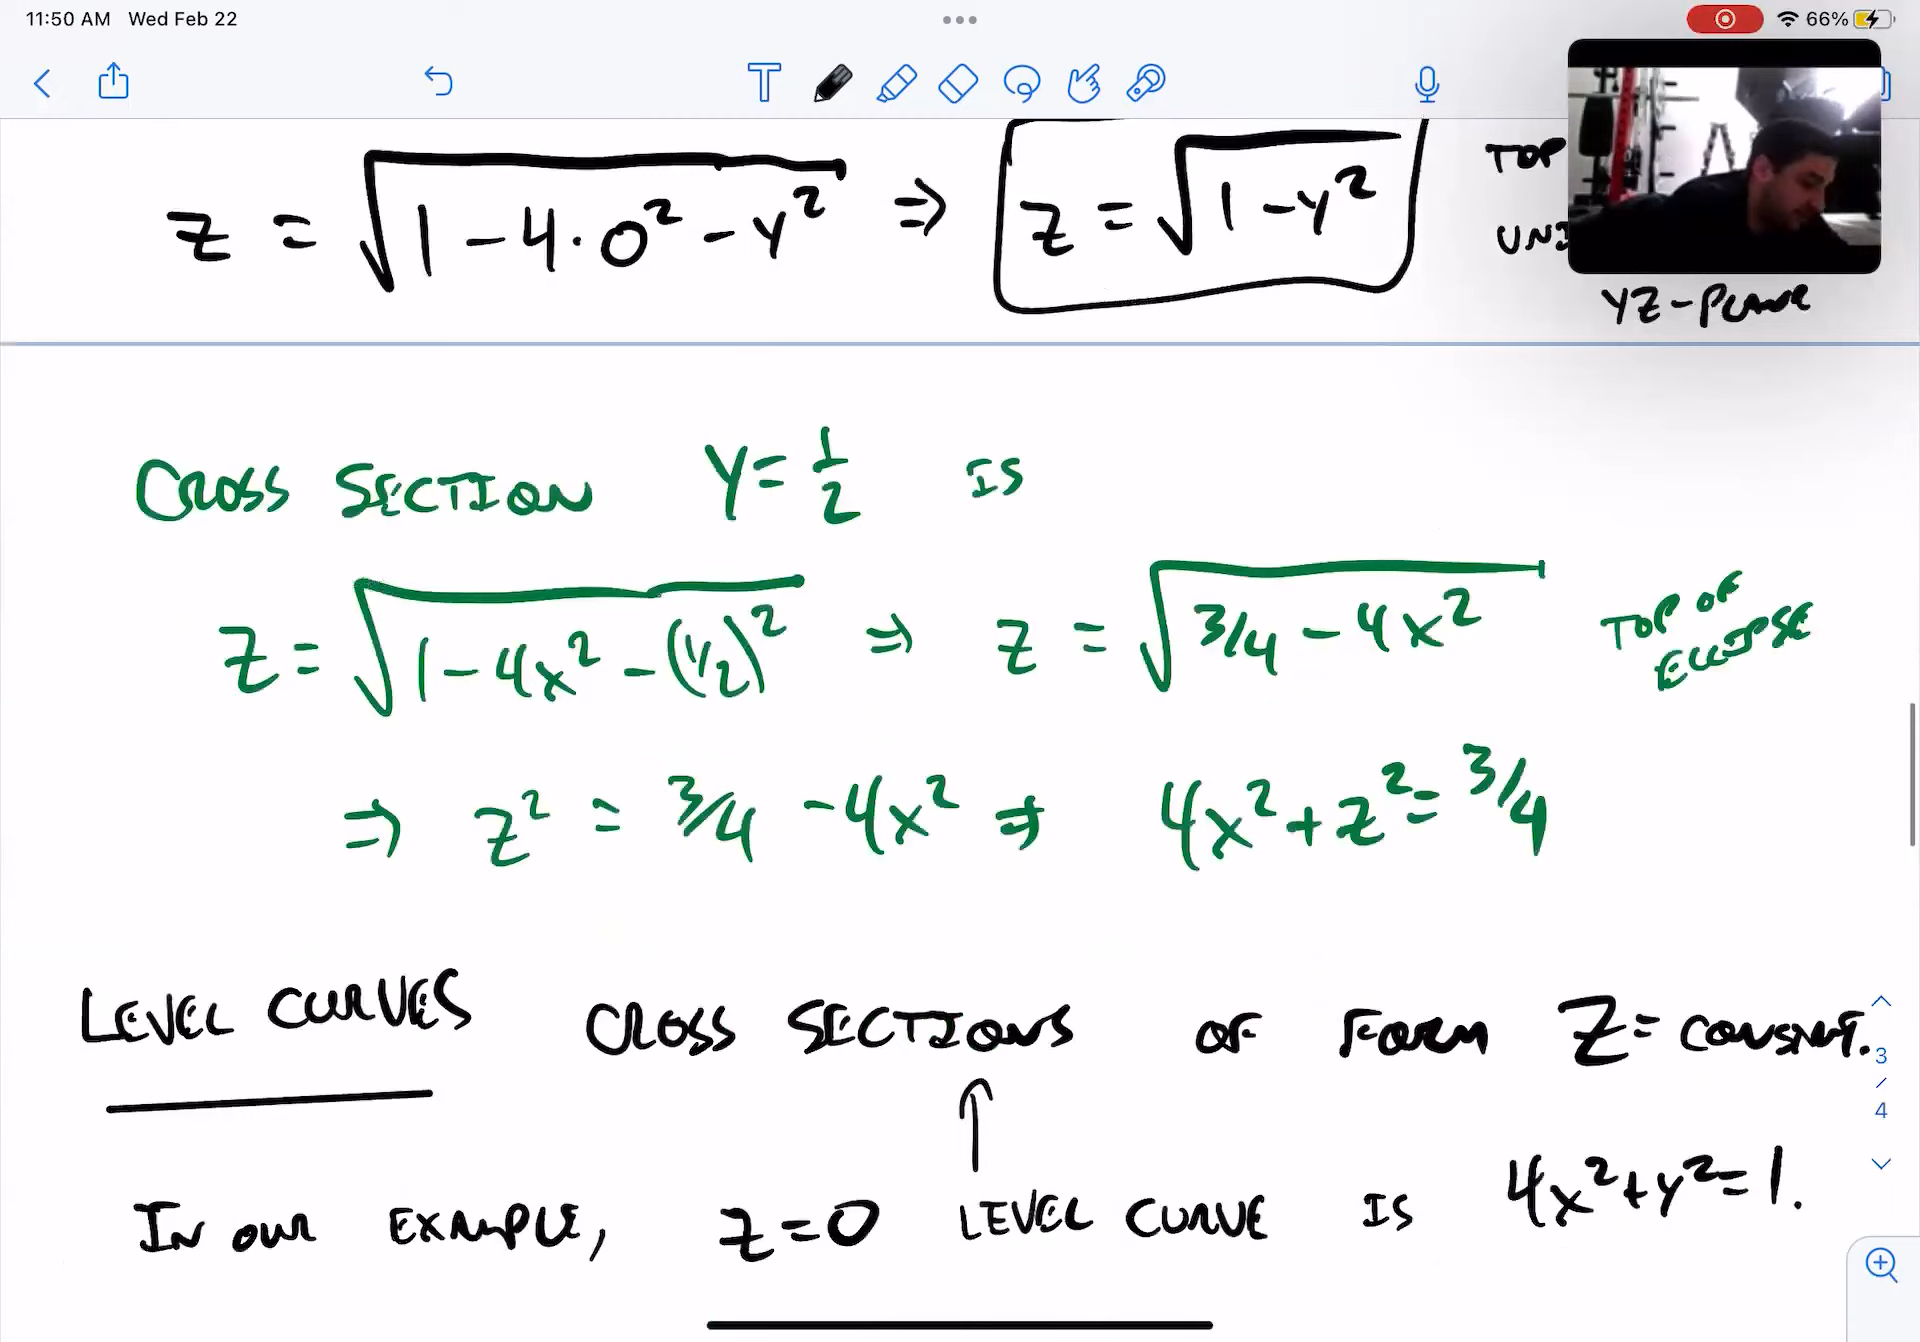 11:50 AM Wed Feb 22
66%
z = √(1 - 4·0² - y²) ⇒ z = √(1 - y²) TOP
UNI
YZ-PLANE
CROSS SECTION Y = 1/2 IS
z = √(1 - 4x² - (1/2)²) ⇒ z = √(3/4 - 4x²) TOP OF ELLIPSE
⇒ z² = 3/4 - 4x² ⇒ 4x² + z² = 3/4
LEVEL CURVES CROSS SECTIONS OF FORM Z = CONSTNT.
↑
IN OUR EXAMPLE, z = 0 LEVEL CURVE IS 4x² + y² = 1.
3
/
4